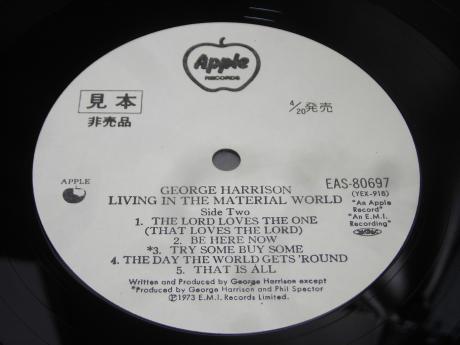 Apple
RECORDS
見本
非売品
4/20発売
APPLE
EAS-80697
(YEX-918)
GEORGE HARRISON
LIVING IN THE MATERIAL WORLD
"An Apple
Record"
"An E.M.I.
Recording"
Side Two
1. THE LORD LOVES THE ONE
(THAT LOVES THE LORD)
2. BE HERE NOW
*3. TRY SOME BUY SOME
4. THE DAY THE WORLD GETS 'ROUND
5. THAT IS ALL
Written and Produced by George Harrison except
*Produced by George Harrison and Phil Spector
Ⓟ1973 E.M.I. Records Limited.